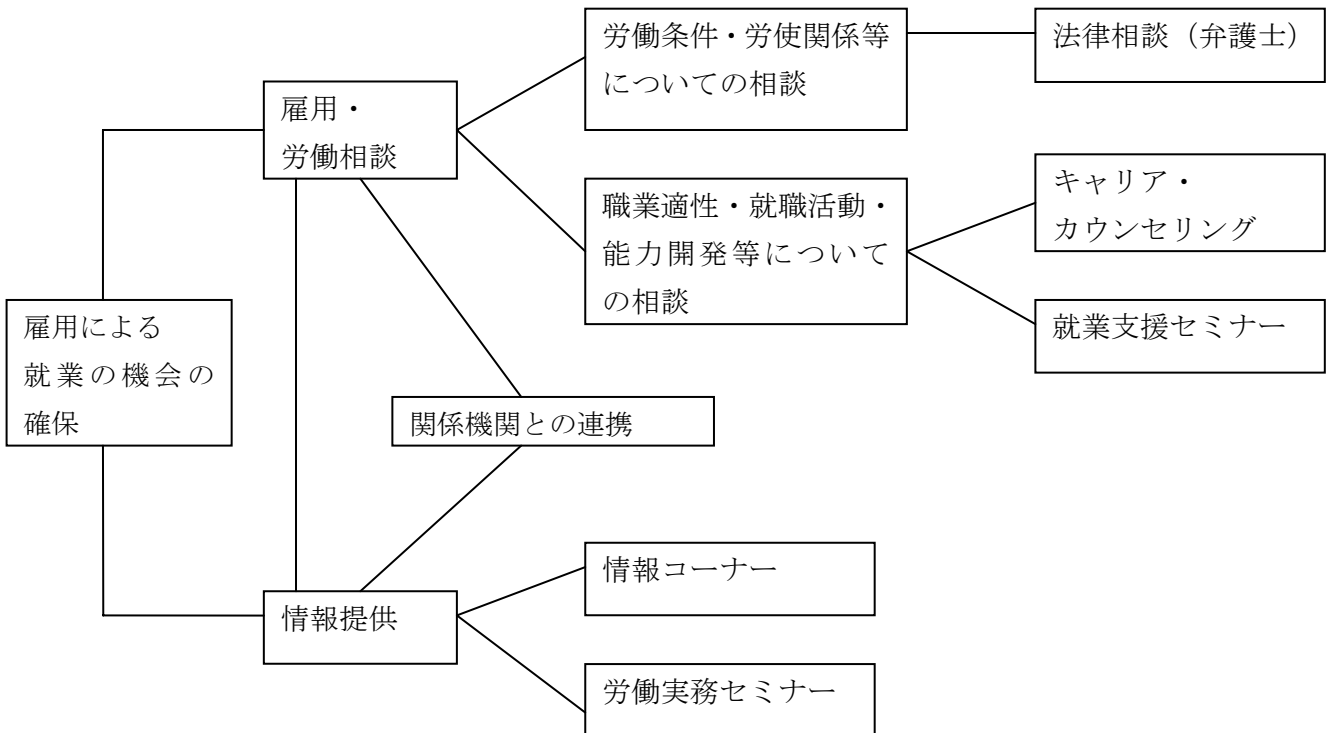 労働条件・労使関係等
についての相談
法律相談（弁護士）
雇用・
労働相談
職業適性・就職活動・
能力開発等について
の相談
キャリア・
カウンセリング
就業支援セミナー
雇用による
就業の機会の
確保
関係機関との連携
情報コーナー
情報提供
労働実務セミナー